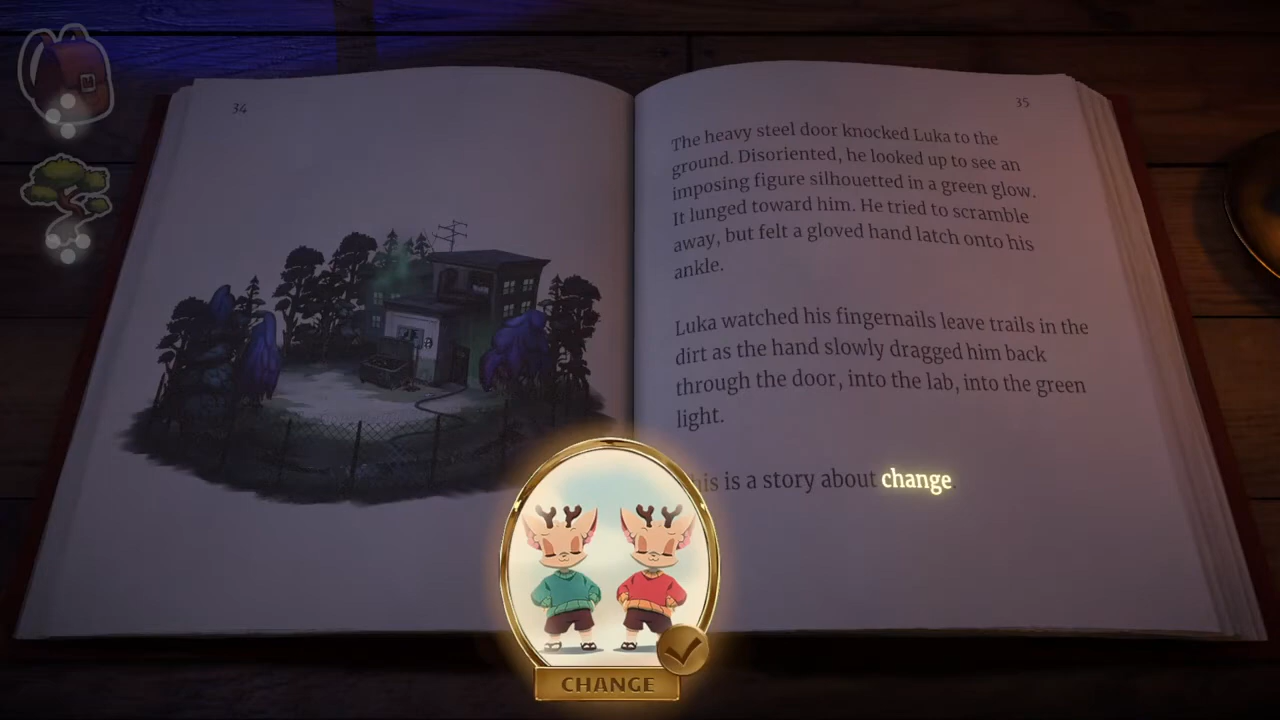 34
35
The heavy steel door knocked Luka to the
ground. Disoriented, he looked up to see an
imposing figure silhouetted in a green glow.
It lunged toward him. He tried to scramble
away, but felt a gloved hand latch onto his
ankle.
Luka watched his fingernails leave trails in the
dirt as the hand slowly dragged him back
through the door, into the lab, into the green
light.
is is a story about change.
CHANGE